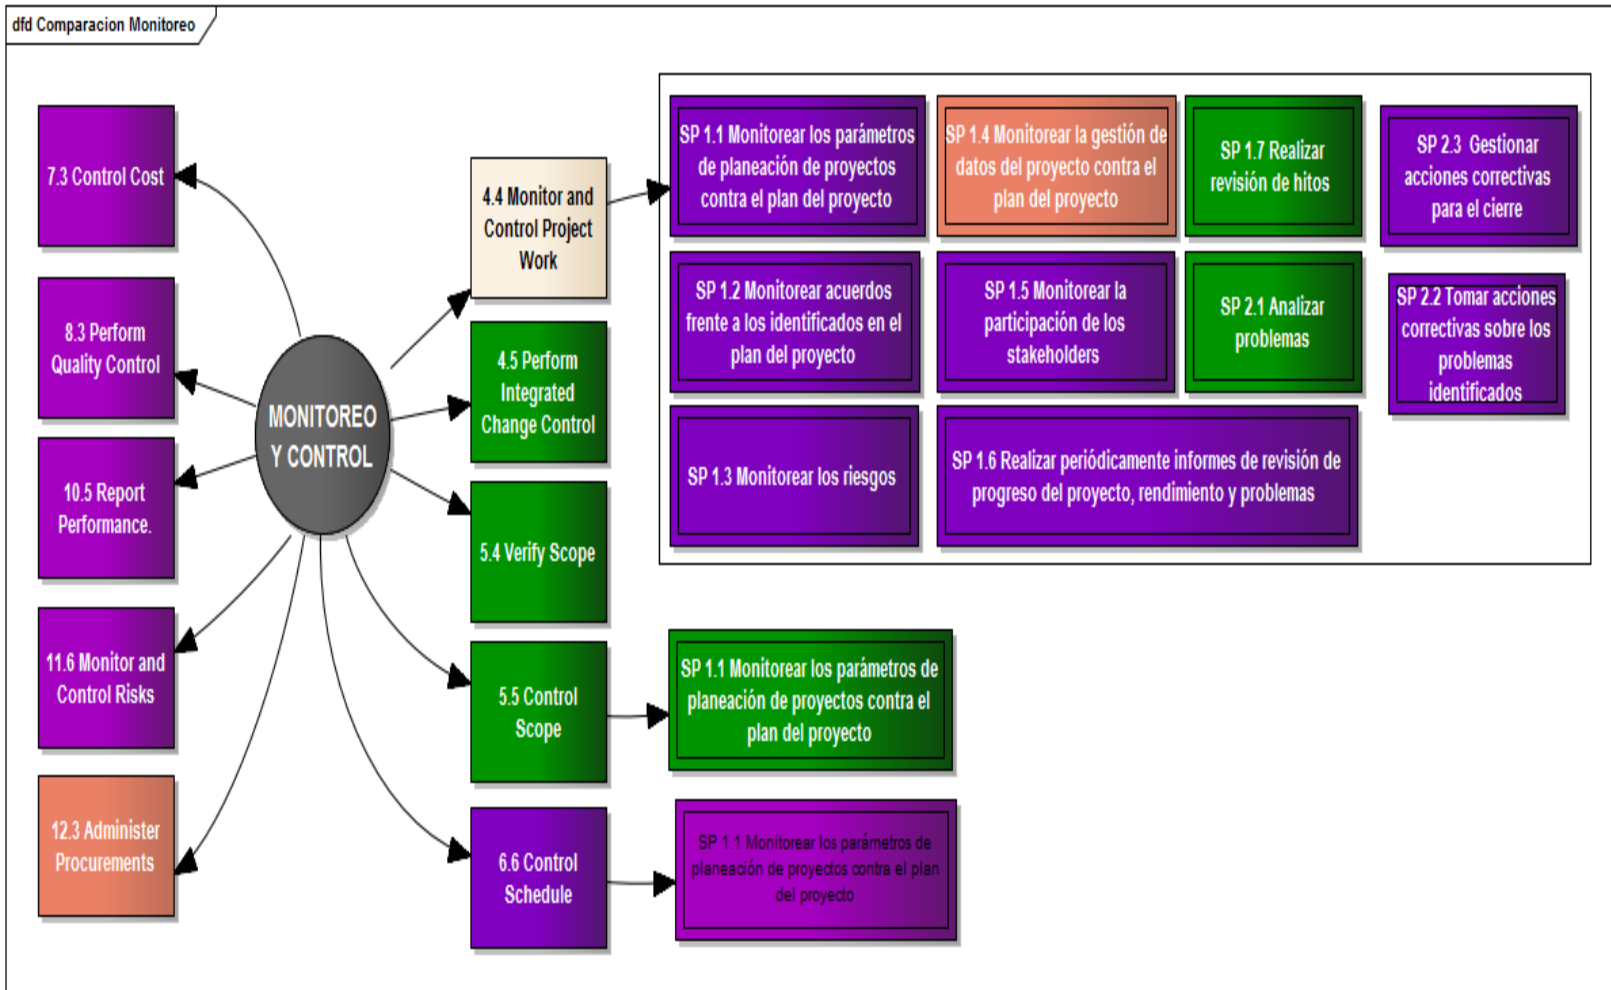 dfd Comparacion Monitoreo
7.3 Control Cost
8.3 Perform
Quality Control
10.5 Report
Performance.
11.6 Monitor and
Control Risks
12.3 Administer
Procurements
MONITOREO
Y CONTROL
4.4 Monitor and
Control Project
Work
4.5 Perform
Integrated
Change Control
5.4 Verify Scope
5.5 Control
Scope
6.6 Control
Schedule
SP 1.1 Monitorear los parámetros
de planeación de proyectos
contra el plan del proyecto
SP 1.4 Monitorear la gestión de
datos del proyecto contra el
plan del proyecto
SP 1.7 Realizar
revisión de hitos
SP 2.3 Gestionar
acciones correctivas
para el cierre
SP 1.2 Monitorear acuerdos
frente a los identificados en el
plan del proyecto
SP 1.5 Monitorear la
participación de los
stakeholders
SP 2.1 Analizar
problemas
SP 2.2 Tomar acciones
correctivas sobre los
problemas
identificados
SP 1.3 Monitorear los riesgos
SP 1.6 Realizar periódicamente informes de revisión de
progreso del proyecto, rendimiento y problemas
SP 1.1 Monitorear los parámetros de
planeación de proyectos contra el
plan del proyecto
SP 1.1 Monitorear los parámetros de
planeación de proyectos contra el plan
del proyecto